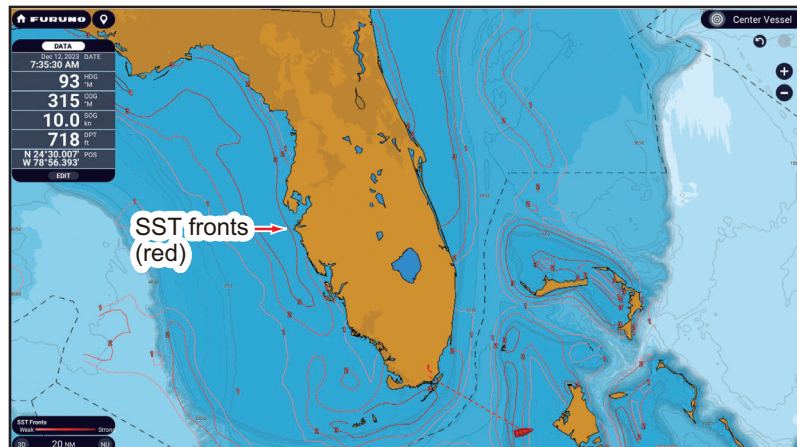 FURUNO
Center Vessel
DATA
Dec 12, 2023 DATE
7:35:30 AM
93 HDG °M
315 COG °M
10.0 SOG kn
718 DPT ft
N 24°30.007' POS
W 78°56.393'
EDIT
SST fronts
(red)
SST Fronts
Weak Strong
3D 20 NM NU